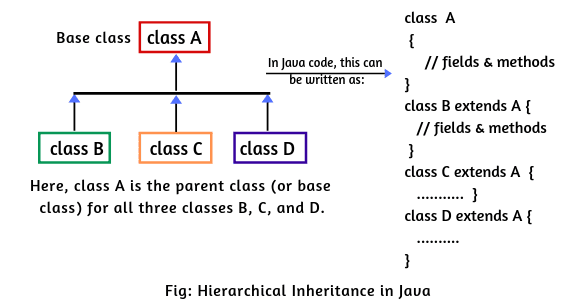 Base class
class A
class B
class C
class D
Here, class A is the parent class (or base
class) for all three classes B, C, and D.
In Java code, this can
be written as:
class A
{
// fields & methods
}
class B extends A {
// fields & methods
}
class C extends A {
........... }
class D extends A {
..........
}
Fig: Hierarchical Inheritance in Java